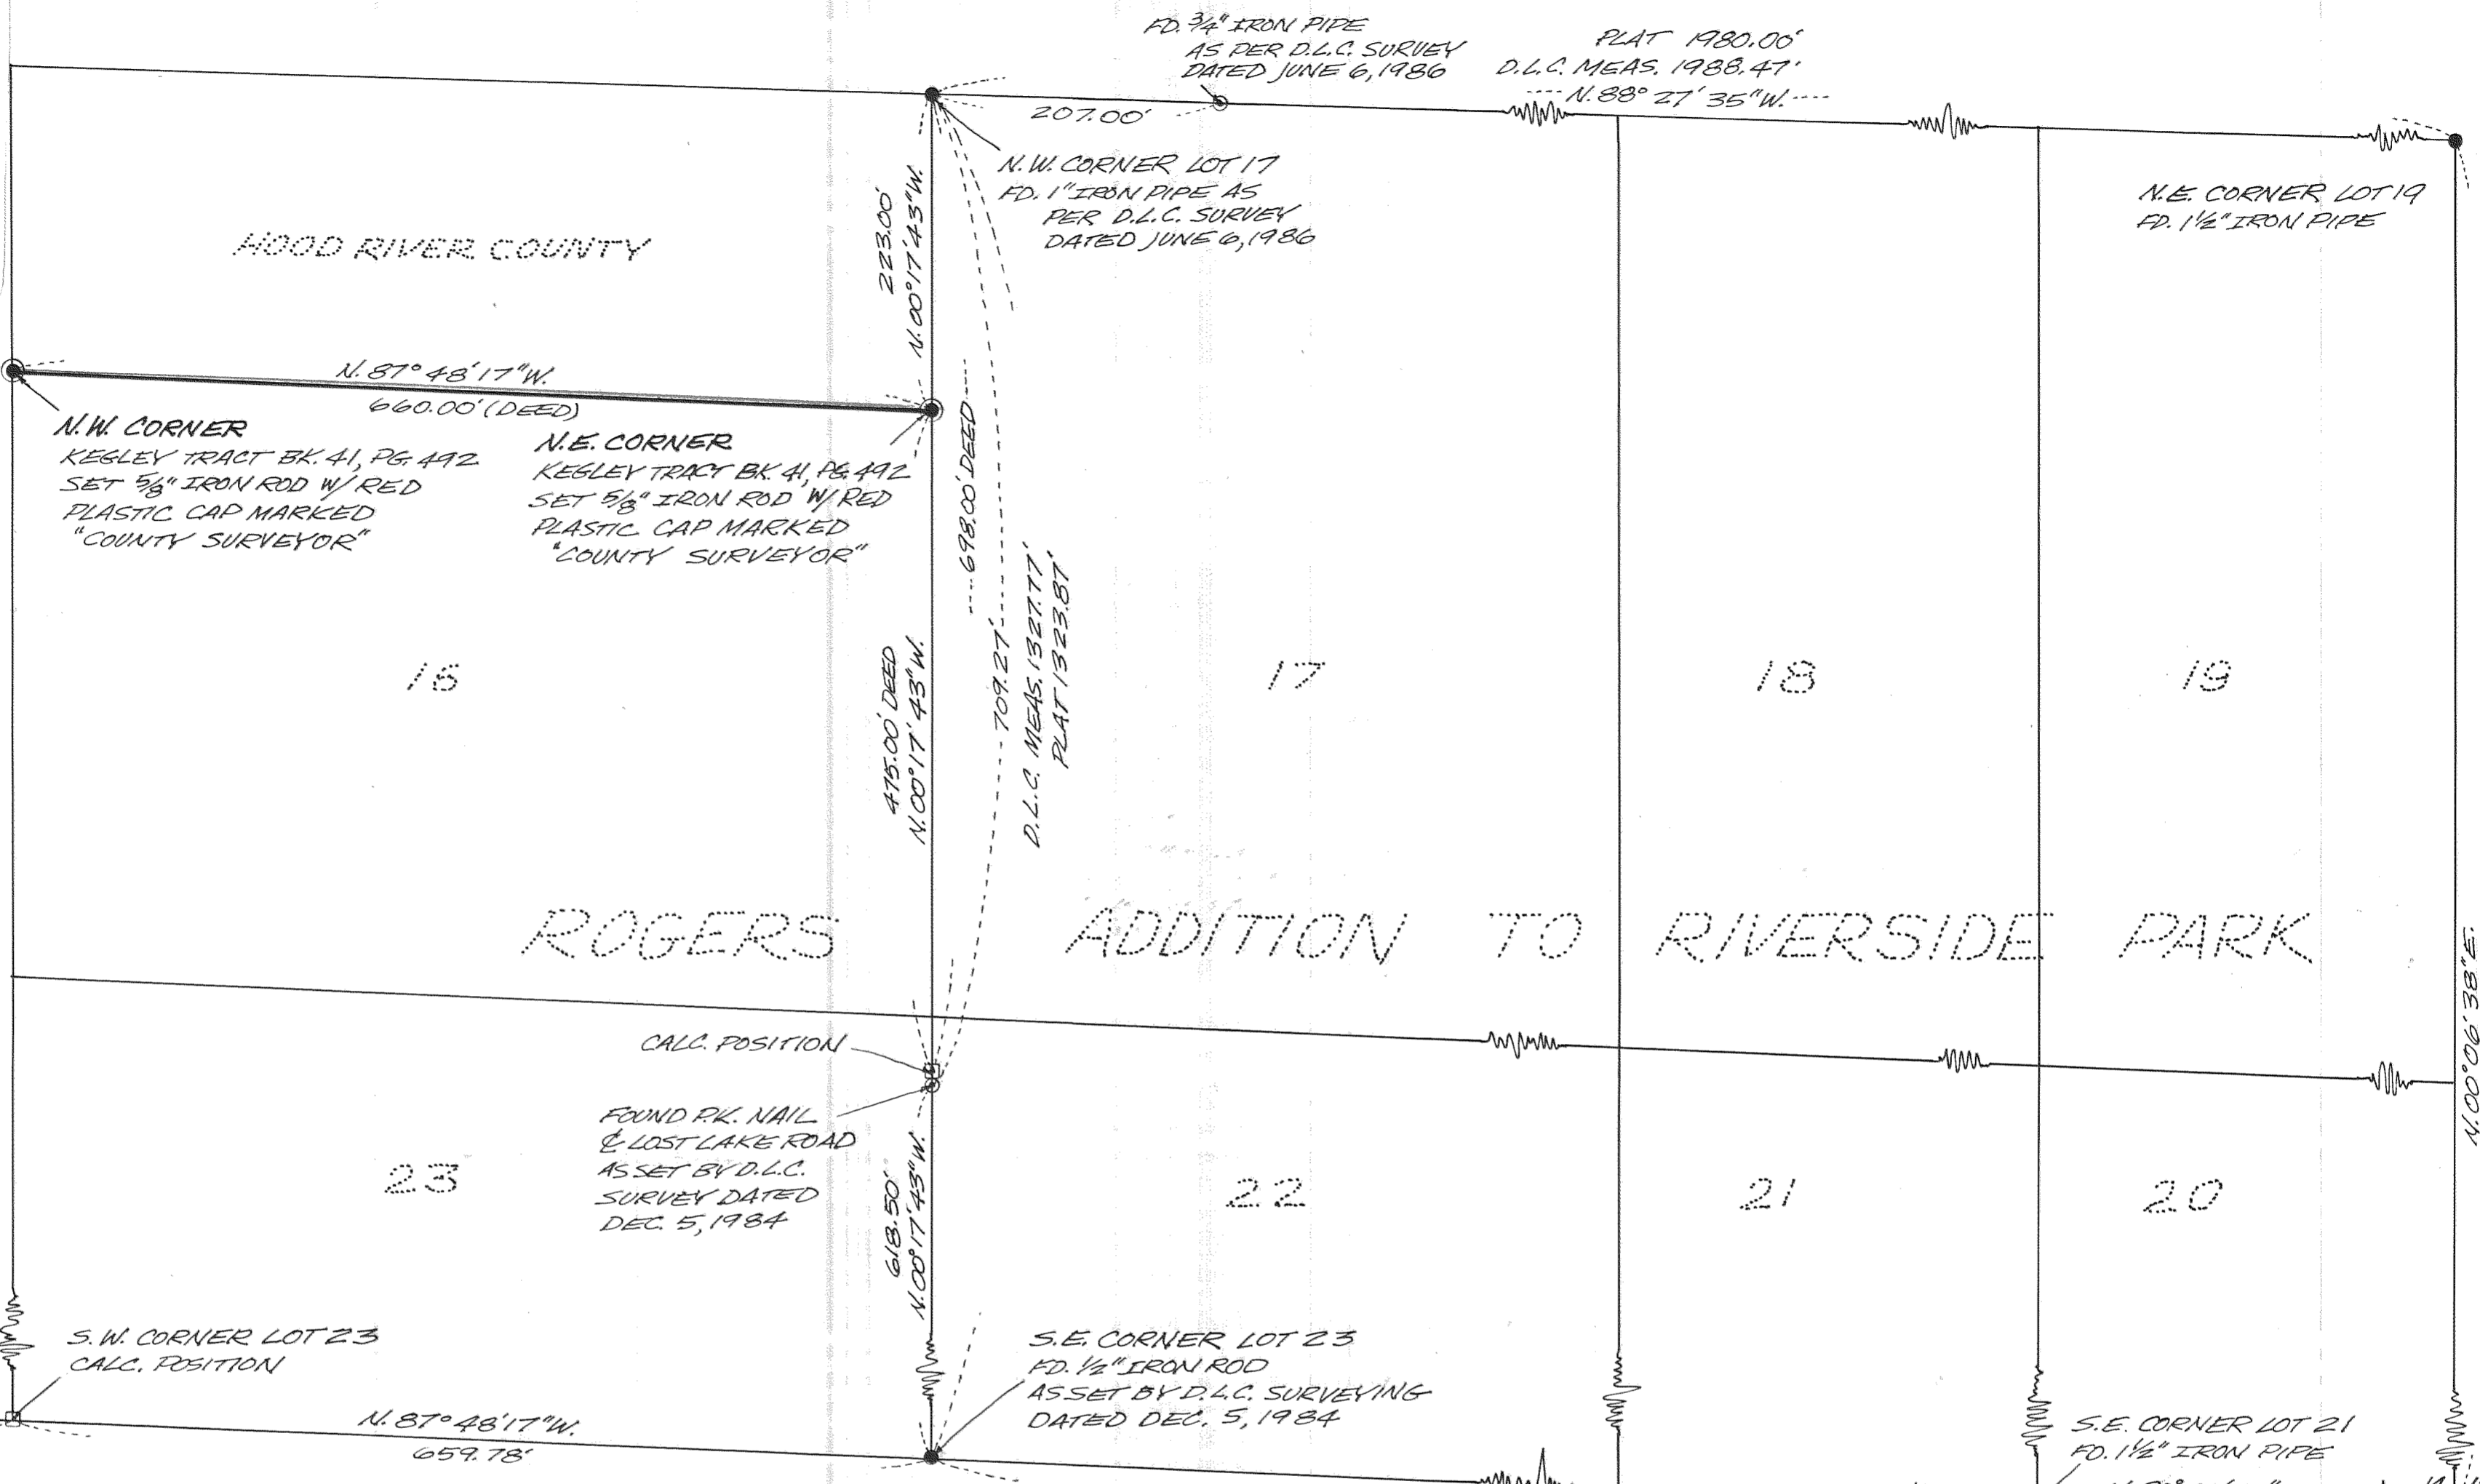 FD. 3/4" IRON PIPE
AS PER D.L.C. SURVEY
DATED JUNE 6, 1986
PLAT 1980.00'
D.L.C. MEAS. 1988.47'
N. 88° 27' 35" W.
207.00'
N.W. CORNER LOT 17
FD. 1" IRON PIPE AS
PER D.L.C. SURVEY
DATED JUNE 6, 1986
N.E. CORNER LOT 19
FD. 1 1/2" IRON PIPE
HOOD RIVER COUNTY
223.00'
N. 00° 17' 43" W.
N. 87° 48' 17" W.
660.00' (DEED)
N.W. CORNER
KEGLEY TRACT BK. 41, PG. 492
SET 5/8" IRON ROD W/ RED
PLASTIC CAP MARKED
"COUNTY SURVEYOR"
N.E. CORNER
KEGLEY TRACT BK. 41, PG. 492
SET 5/8" IRON ROD W/ RED
PLASTIC CAP MARKED
"COUNTY SURVEYOR"
698.00' DEED
709.27'
D.L.C. MEAS. 1327.77'
PLAT 1323.87'
475.00' DEED
N. 00° 17' 43" W.
16
17
18
19
ROGERS ADDITION TO RIVERSIDE PARK
N. 00° 06' 38" E.
CALC. POSITION
FOUND P.K. NAIL
℄ LOST LAKE ROAD
AS SET BY D.L.C.
SURVEY DATED
DEC. 5, 1984
618.50'
N. 00° 17' 43" W.
23
22
21
20
S.W. CORNER LOT 23
CALC. POSITION
S.E. CORNER LOT 23
FD. 1/2" IRON ROD
AS SET BY D.L.C. SURVEYING
DATED DEC. 5, 1984
N. 87° 48' 17" W.
659.78'
S.E. CORNER LOT 21
FD. 1 1/2" IRON PIPE